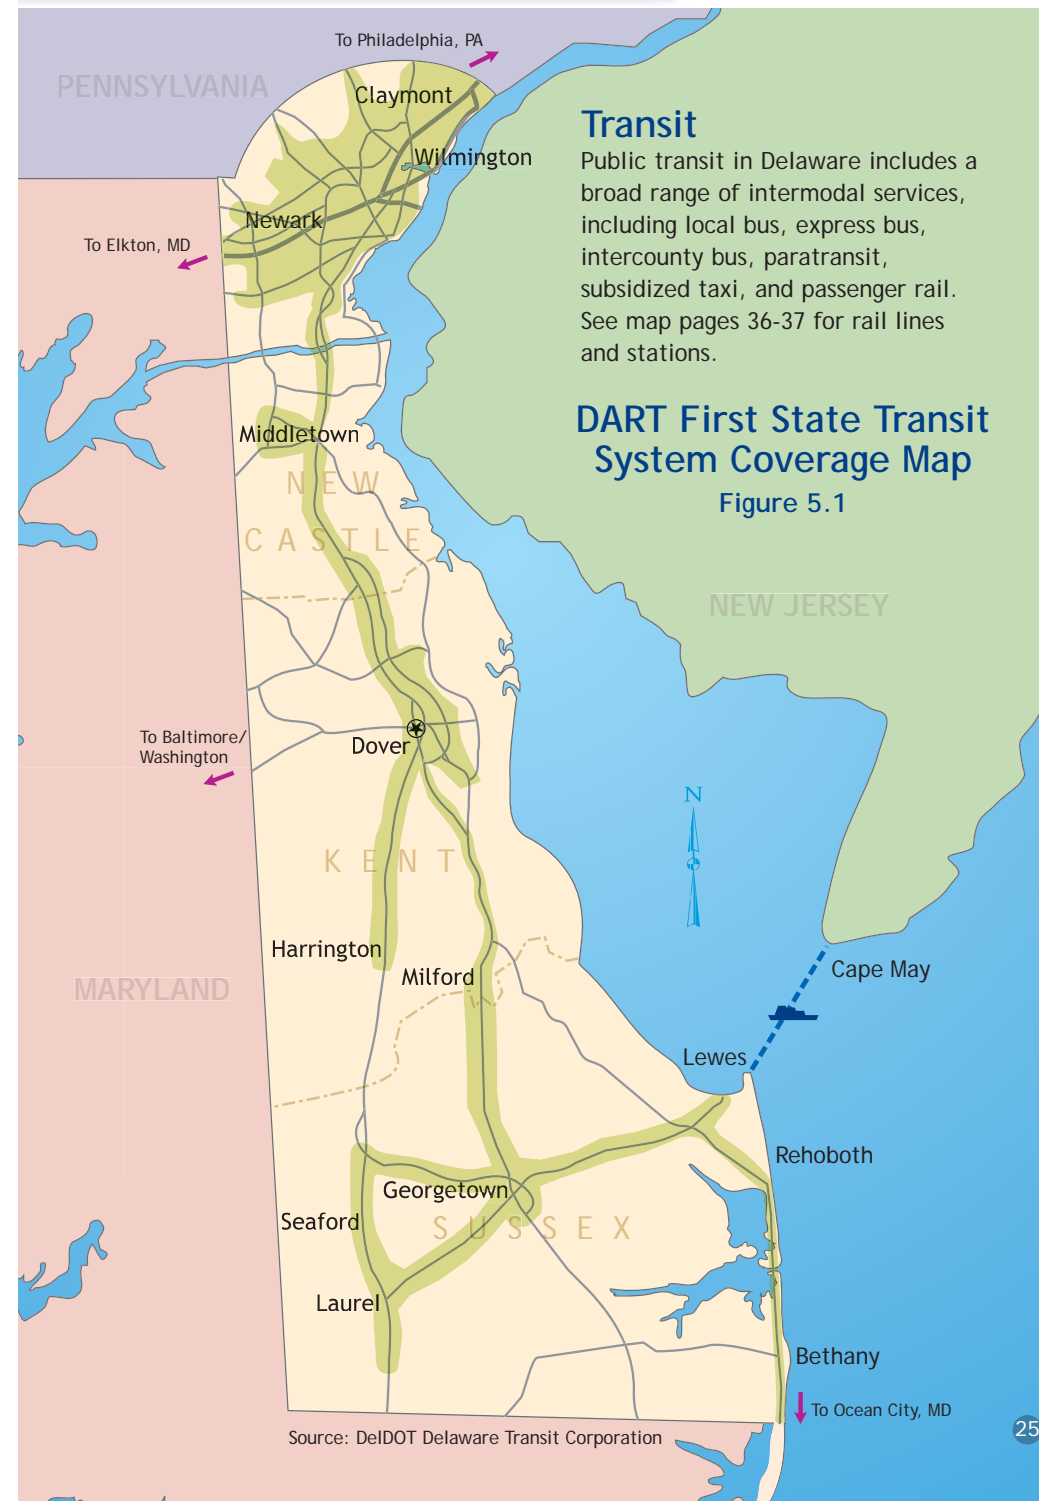 To Philadelphia, PA
PENNSYLVANIA
Claymont
Transit
Public transit in Delaware includes a
broad range of intermodal services,
including local bus, express bus,
intercounty bus, paratransit,
subsidized taxi, and passenger rail.
See map pages 36-37 for rail lines
and stations.
Wilmington
Newark
To Elkton, MD
DART First State Transit
System Coverage Map
Figure 5.1
Middletown
NEW
CASTLE
NEW JERSEY
To Baltimore/
Washington
Dover
N
KENT
Harrington
Milford
MARYLAND
Cape May
Lewes
Rehoboth
Georgetown
Seaford
SUSSEX
Laurel
Bethany
To Ocean City, MD
Source: DelDOT Delaware Transit Corporation
25